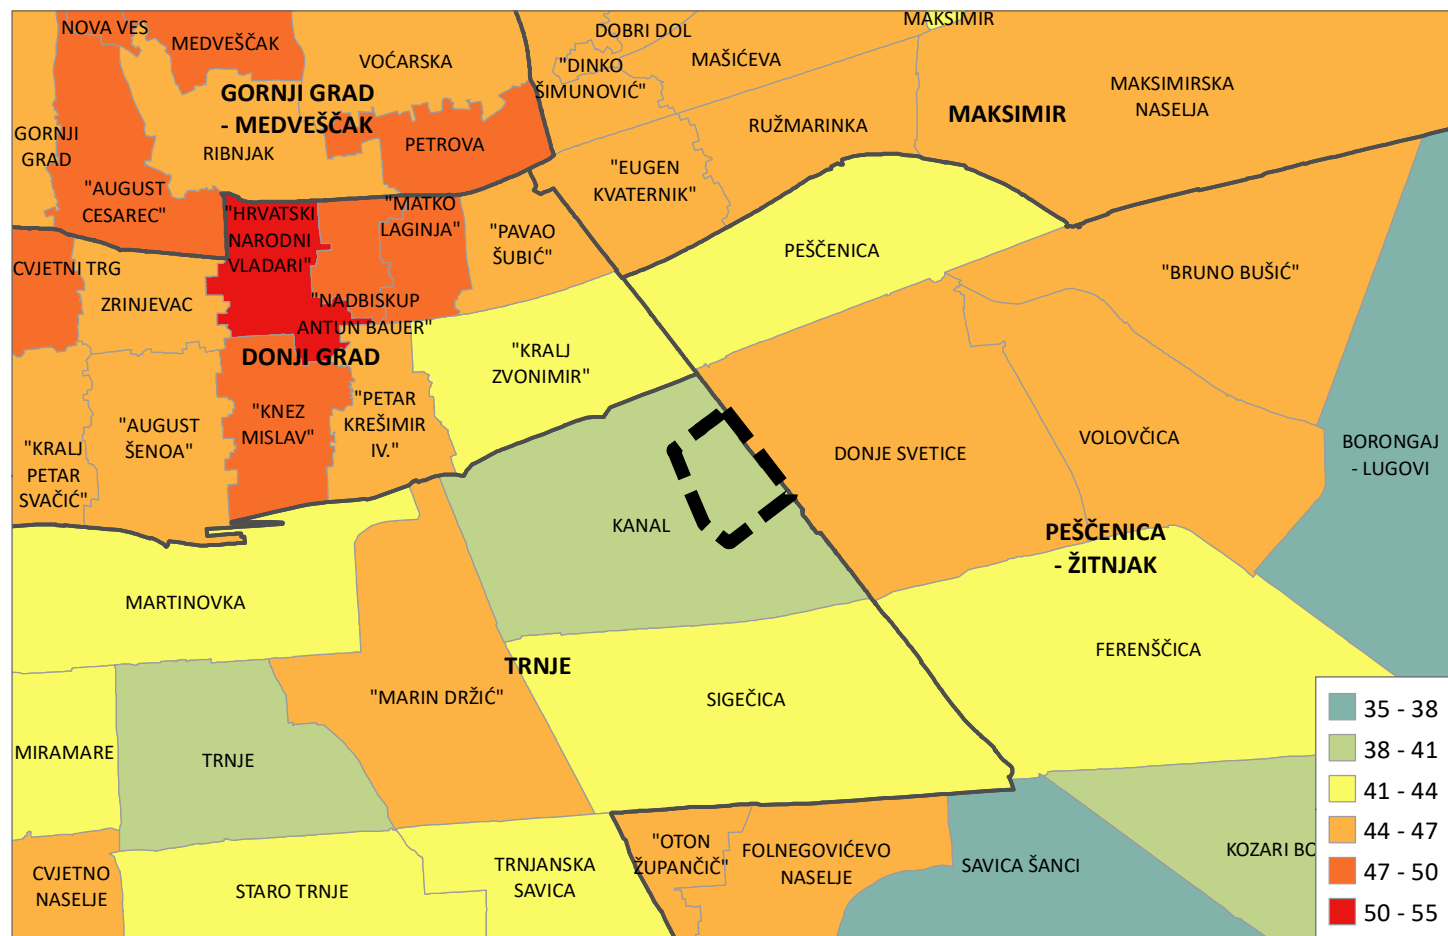 NOVA VES
MEDVEŠČAK
VOĆARSKA
DOBRI DOL
MAKSIMIR
MAŠIĆEVA
"DINKO
ŠIMUNOVIĆ"
MAKSIMIRSKA
NASELJA
GORNJI GRAD
- MEDVEŠČAK
MAKSIMIR
GORNJI
GRAD
RIBNJAK
PETROVA
RUŽMARINKA
"EUGEN
KVATERNIK"
"AUGUST
CESAREC"
"HRVATSKI
NARODNI
VLADARI"
"MATKO
LAGINJA"
"PAVAO
ŠUBIĆ"
PEŠČENICA
"BRUNO BUŠIĆ"
CVJETNI TRG
ZRINJEVAC
"NADBISKUP
ANTUN BAUER"
DONJI GRAD
"KRALJ
ZVONIMIR"
"KRALJ
PETAR
SVAČIĆ"
"AUGUST
ŠENOA"
"KNEZ
MISLAV"
"PETAR
KREŠIMIR
IV."
DONJE SVETICE
VOLOVČICA
BORONGAJ
- LUGOVI
KANAL
PEŠČENICA
- ŽITNJAK
MARTINOVKA
TRNJE
FERENŠČICA
"MARIN DRŽIĆ"
SIGEČICA
MIRAMARE
TRNJE
CVJETNO
NASELJE
STARO TRNJE
TRNJANSKA
SAVICA
"OTON
ŽUPANČIČ"
FOLNEGOVIĆEVO
NASELJE
SAVICA ŠANCI
KOZARI BO
35 - 38
38 - 41
41 - 44
44 - 47
47 - 50
50 - 55